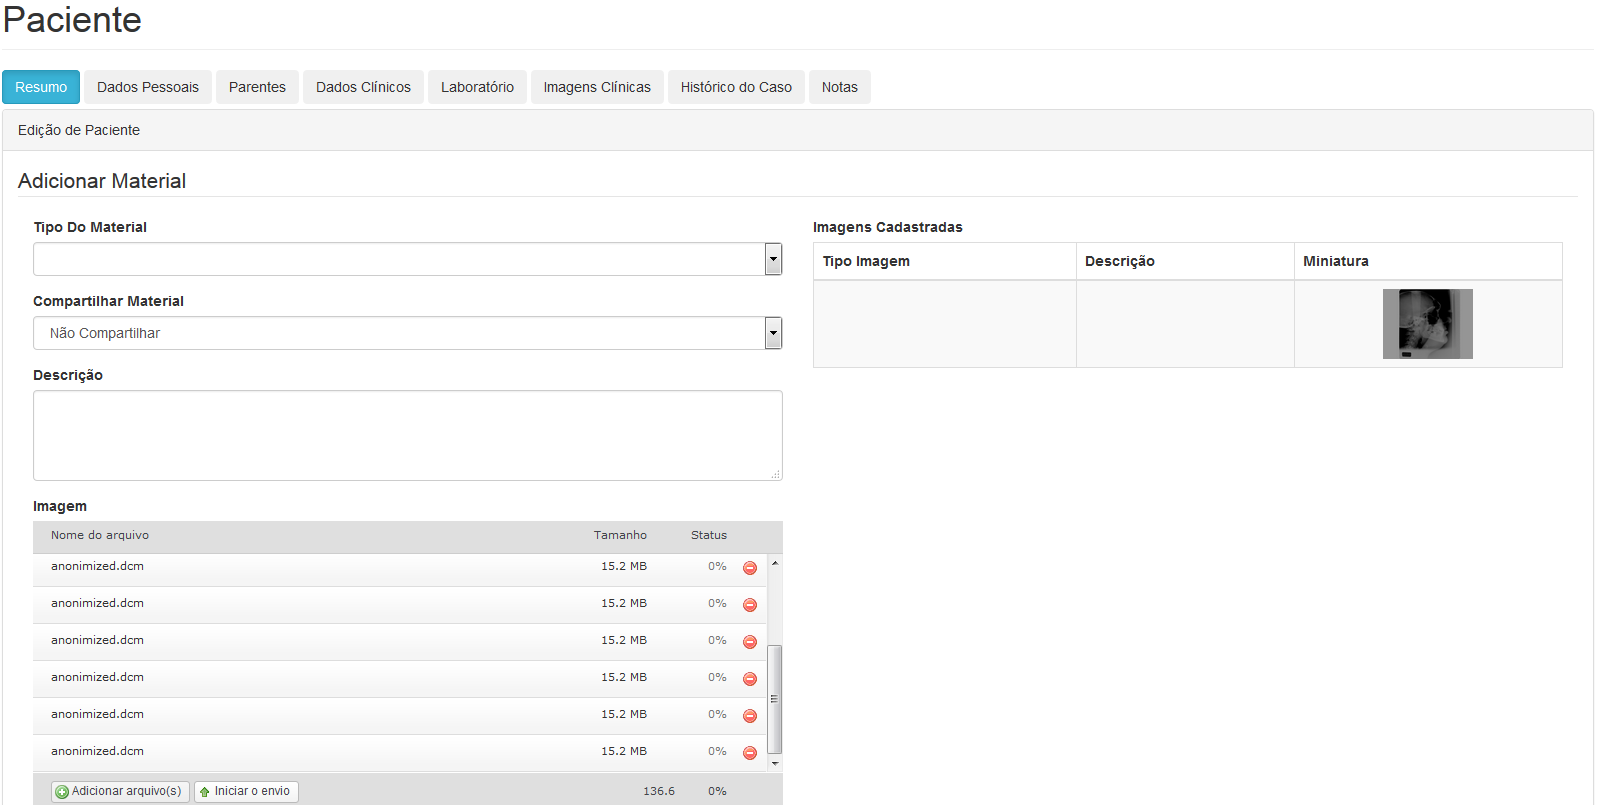 Paciente
Resumo Dados Pessoais Parentes Dados Clínicos Laboratório Imagens Clínicas Histórico do Caso Notas
Edição de Paciente
Adicionar Material
Tipo Do Material
Compartilhar Material
Não Compartilhar
Descrição
Imagem
Nome do arquivo Tamanho Status
anonimized.dcm 15.2 MB 0%
anonimized.dcm 15.2 MB 0%
anonimized.dcm 15.2 MB 0%
anonimized.dcm 15.2 MB 0%
anonimized.dcm 15.2 MB 0%
anonimized.dcm 15.2 MB 0%
Adicionar arquivo(s) Iniciar o envio 136.6 0%
Imagens Cadastradas
Tipo Imagem Descrição Miniatura